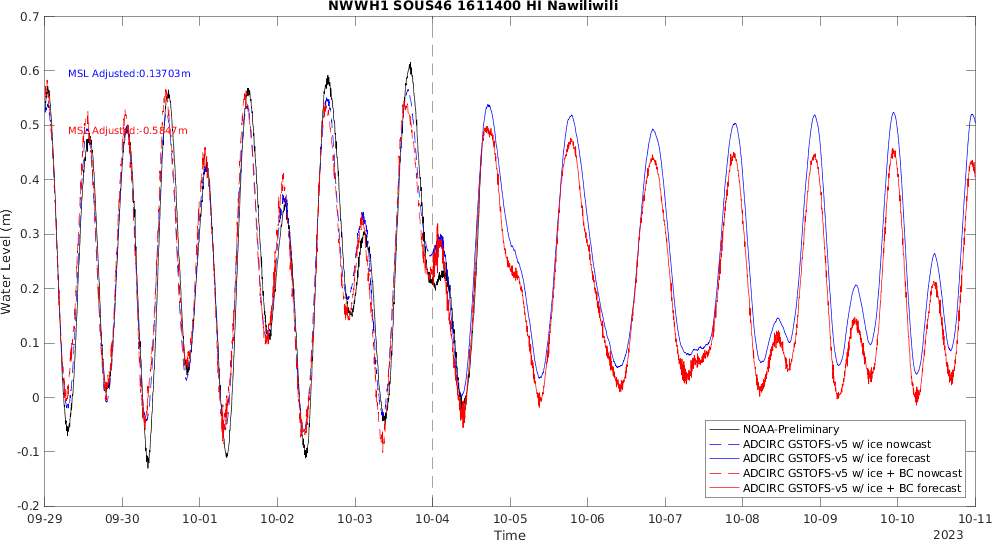 NWWH1 SOUS46 1611400 HI Nawiliwili
0.7
0.6
0.5
0.4
0.3
0.2
0.1
0
-0.1
-0.2
Water Level (m)
MSL Adjusted:0.13703m
MSL Adjusted:-0.5847m
NOAA-Preliminary
ADCIRC GSTOFS-v5 w/ ice nowcast
ADCIRC GSTOFS-v5 w/ ice forecast
ADCIRC GSTOFS-v5 w/ ice + BC nowcast
ADCIRC GSTOFS-v5 w/ ice + BC forecast
09-29 09-30 10-01 10-02 10-03 10-04 10-05 10-06 10-07 10-08 10-09 10-10 10-11
Time
2023